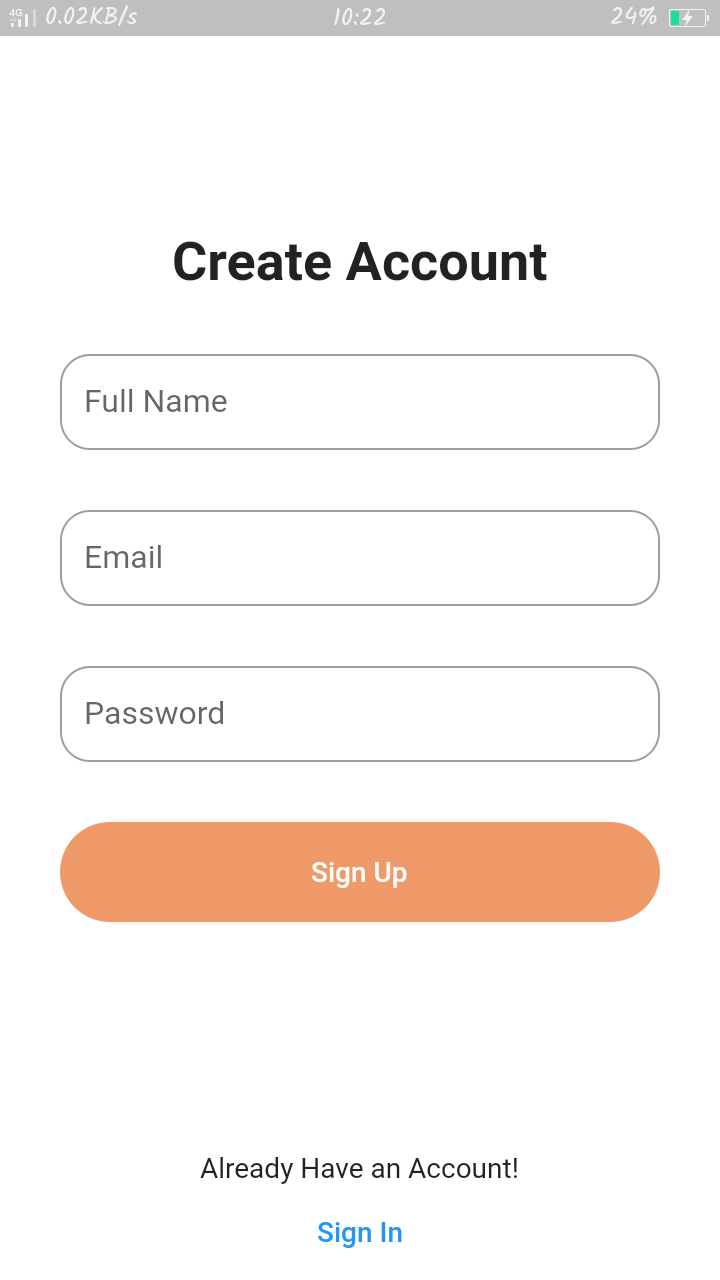 4G 0.02KB/s 10:22 24%
Create Account
Full Name
Email
Password
Sign Up
Already Have an Account!
Sign In